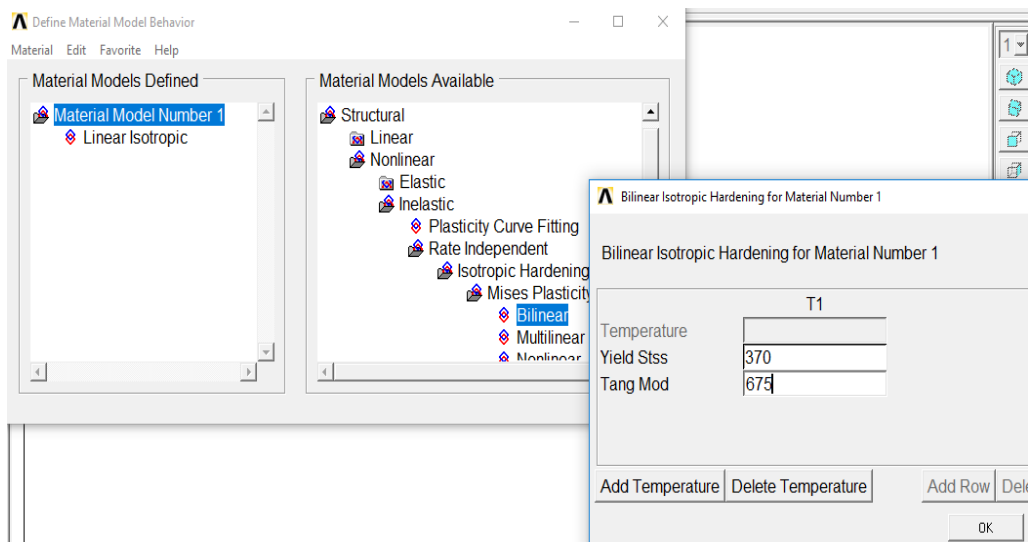 Define Material Model Behavior
Material Edit Favorite Help
Material Models Defined
Material Model Number 1
Linear Isotropic
Material Models Available
Structural
Linear
Nonlinear
Elastic
Inelastic
Plasticity Curve Fitting
Rate Independent
Isotropic Hardening
Mises Plasticity
Bilinear
Multilinear
Nonlinear
1
Bilinear Isotropic Hardening for Material Number 1
Bilinear Isotropic Hardening for Material Number 1
T1
Temperature
Yield Stss 370
Tang Mod 675
Add Temperature Delete Temperature Add Row Dele
OK